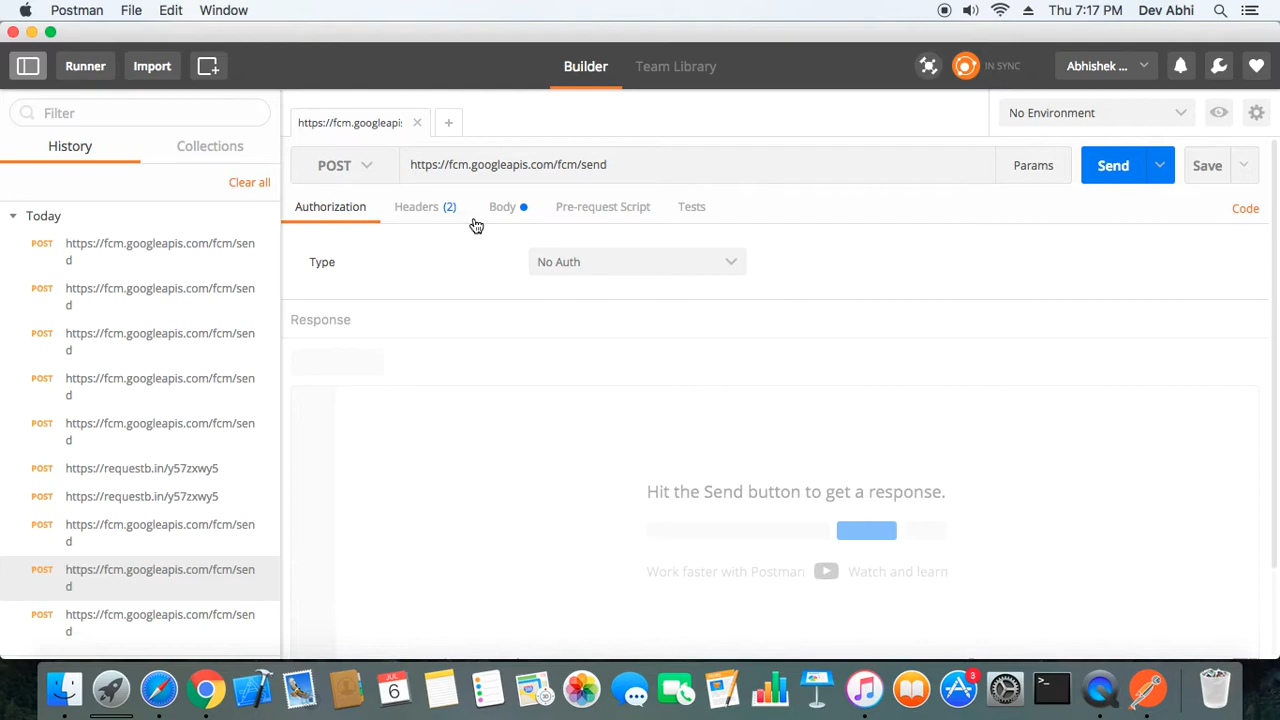 Postman File Edit Window Thu 7:17 PM Dev Abhi
Runner Import Builder Team Library IN SYNC Abhishek ...
Filter
History Collections
Clear all
Today
POST https://fcm.googleapis.com/fcm/sen
d
POST https://fcm.googleapis.com/fcm/sen
d
POST https://fcm.googleapis.com/fcm/sen
d
POST https://fcm.googleapis.com/fcm/sen
d
POST https://fcm.googleapis.com/fcm/sen
d
POST https://requestb.in/y57zxwy5
POST https://requestb.in/y57zxwy5
POST https://fcm.googleapis.com/fcm/sen
d
POST https://fcm.googleapis.com/fcm/sen
d
POST https://fcm.googleapis.com/fcm/sen
d
https://fcm.googleapi: +
No Environment
POST https://fcm.googleapis.com/fcm/send Params Send Save
Authorization Headers (2) Body Pre-request Script Tests Code
Type No Auth
Response
Hit the Send button to get a response.
Work faster with Postman Watch and learn
JUL
6
3